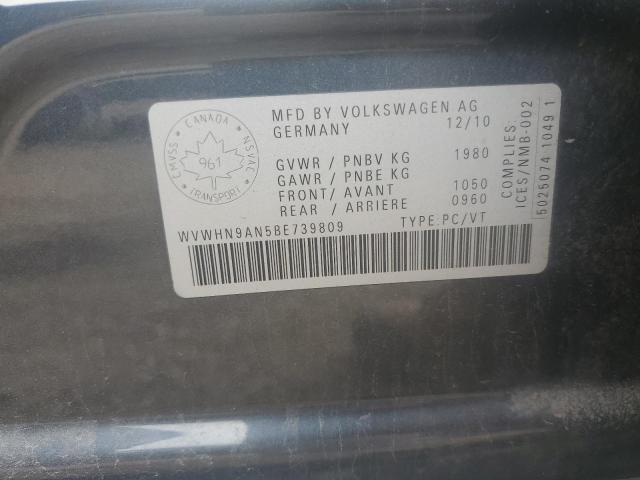 CANADA
CMVSS
NSVAC
961
TRANSPORT
MFD BY VOLKSWAGEN AG
GERMANY 12/10
GVWR / PNBV KG 1980
GAWR / PNBE KG
FRONT/ AVANT 1050
REAR / ARRIERE 0960
WVWHN9AN5BE739809 TYPE:PC/VT
COMPLIES:
ICES/NMB-002
5025074 1049 1